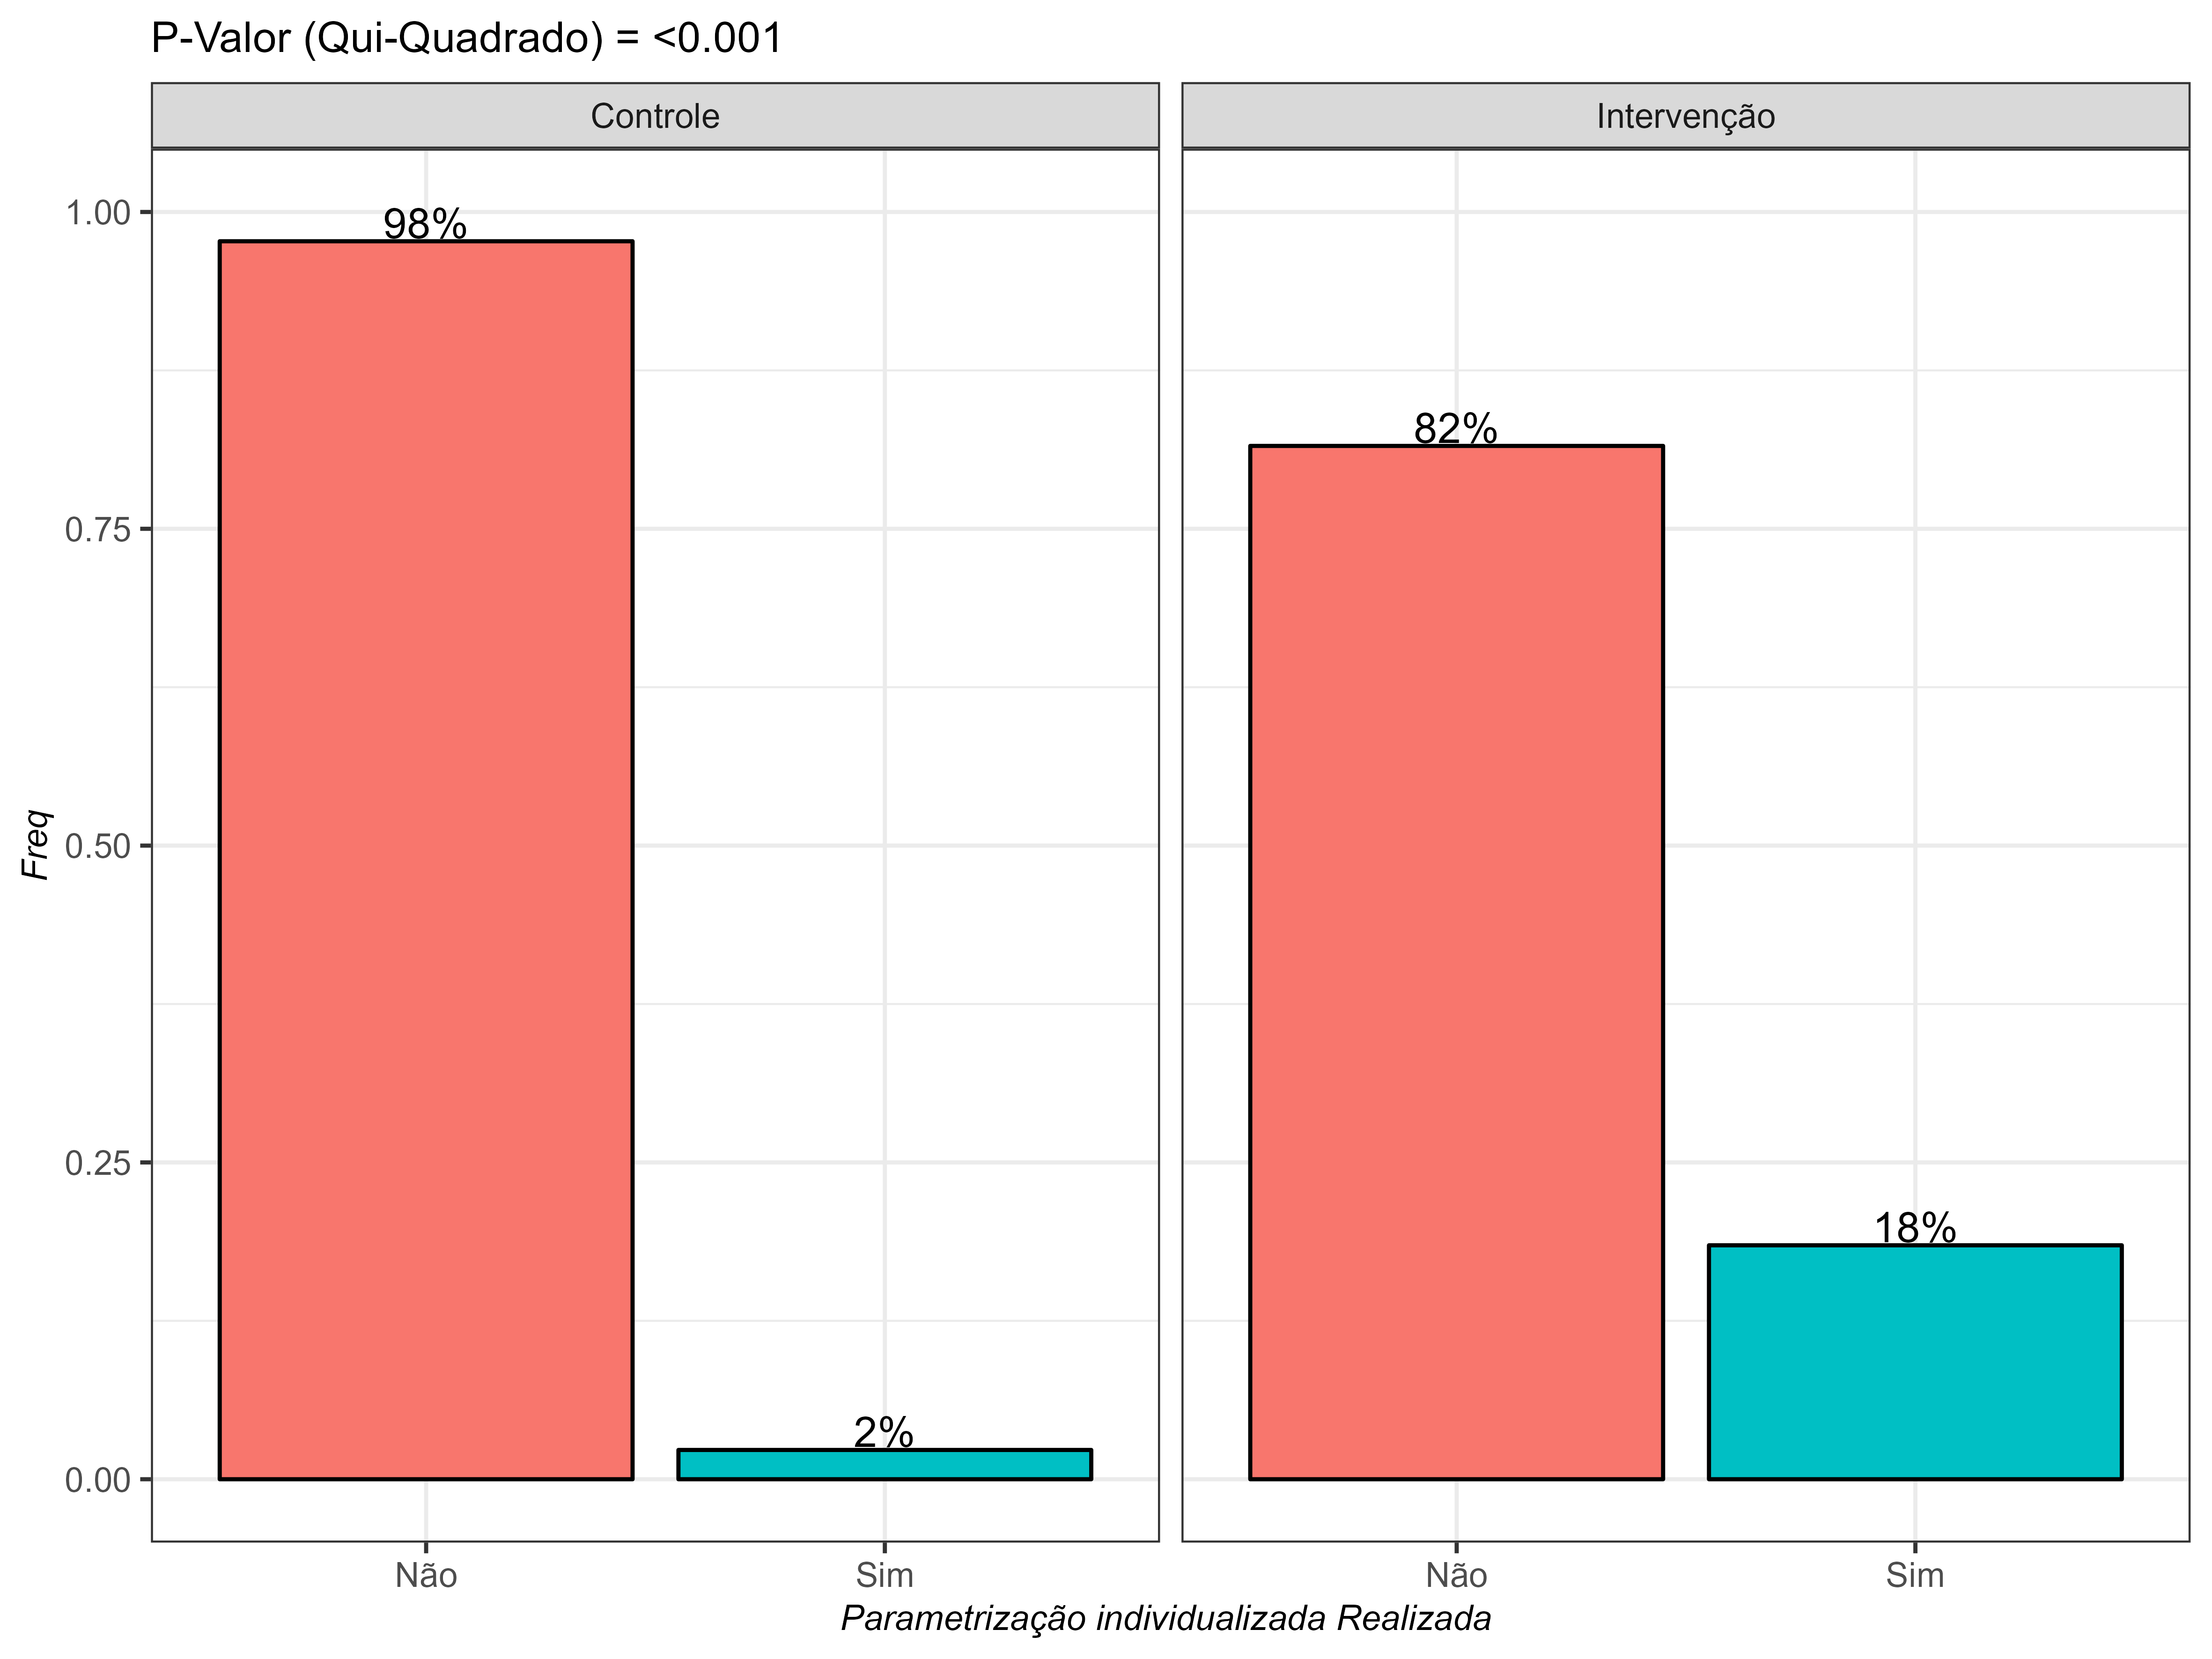 P-Valor (Qui-Quadrado) = <0.001
Controle
Intervenção
1.00
0.75
0.50
0.25
0.00
Freq
98%
2%
82%
18%
Não
Sim
Não
Sim
Parametrização individualizada Realizada